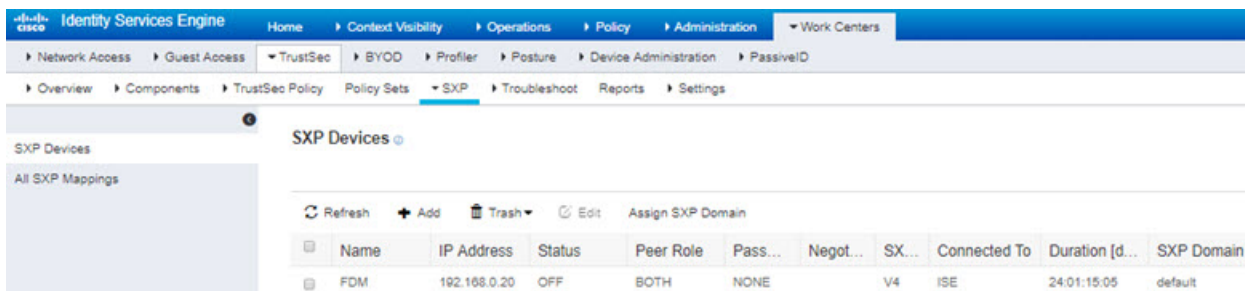 cisco Identity Services Engine Home Context Visibility Operations Policy Administration Work Centers
Network Access Guest Access TrustSec BYOD Profiler Posture Device Administration PassiveID
Overview Components TrustSec Policy Policy Sets SXP Troubleshoot Reports Settings
SXP Devices
All SXP Mappings
SXP Devices
Refresh Add Trash Edit Assign SXP Domain
Name IP Address Status Peer Role Pass... Negot... SX... Connected To Duration [d... SXP Domain
FDM 192.168.0.20 OFF BOTH NONE V4 ISE 24:01:15:05 default